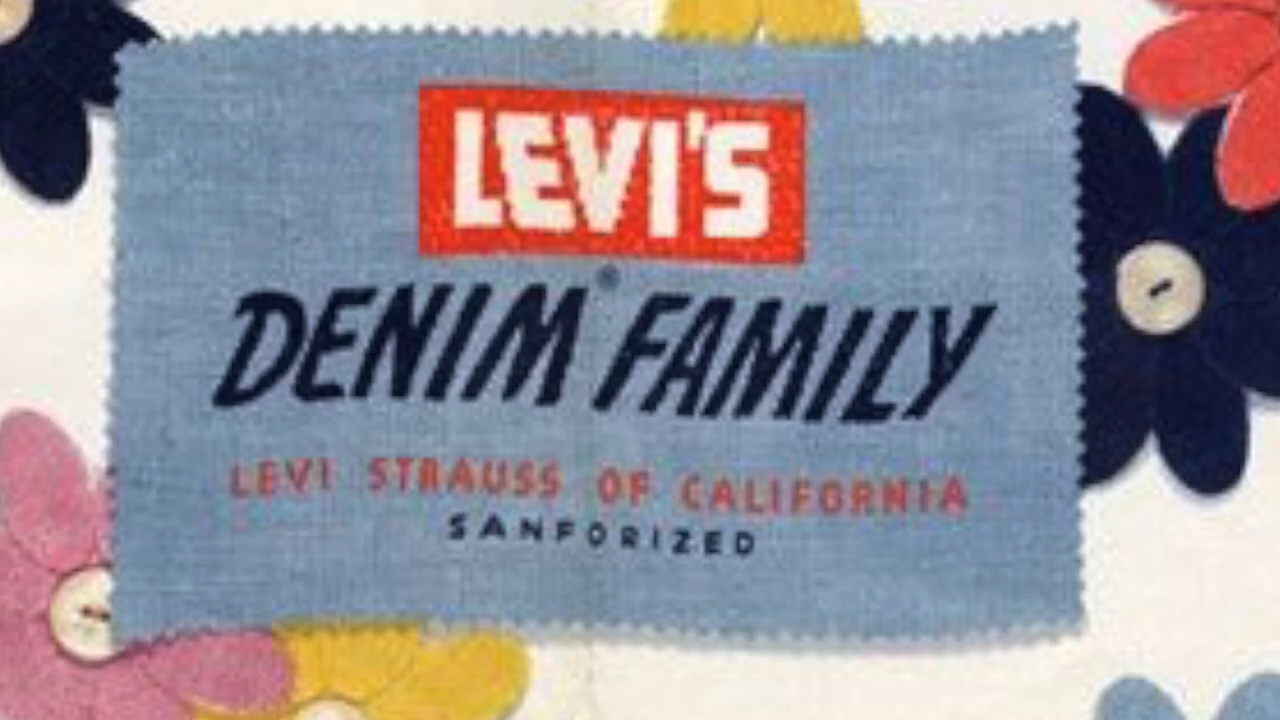 LEVI'S
®
DENIM FAMILY
LEVI STRAUSS OF CALIFORNIA
SANFORIZED